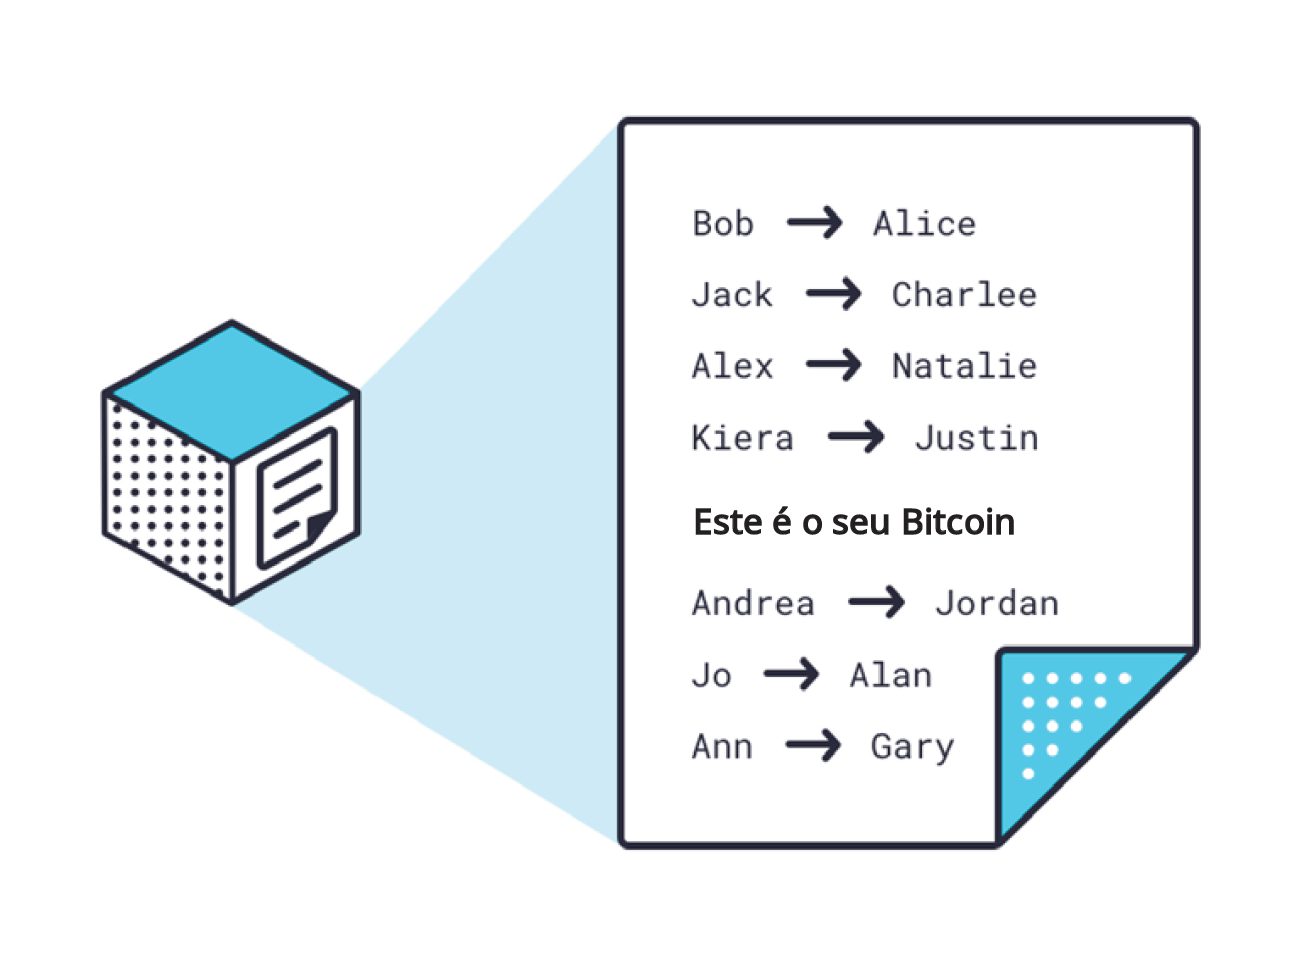 Bob → Alice
Jack → Charlee
Alex → Natalie
Kiera → Justin
Este é o seu Bitcoin
Andrea → Jordan
Jo → Alan
Ann → Gary